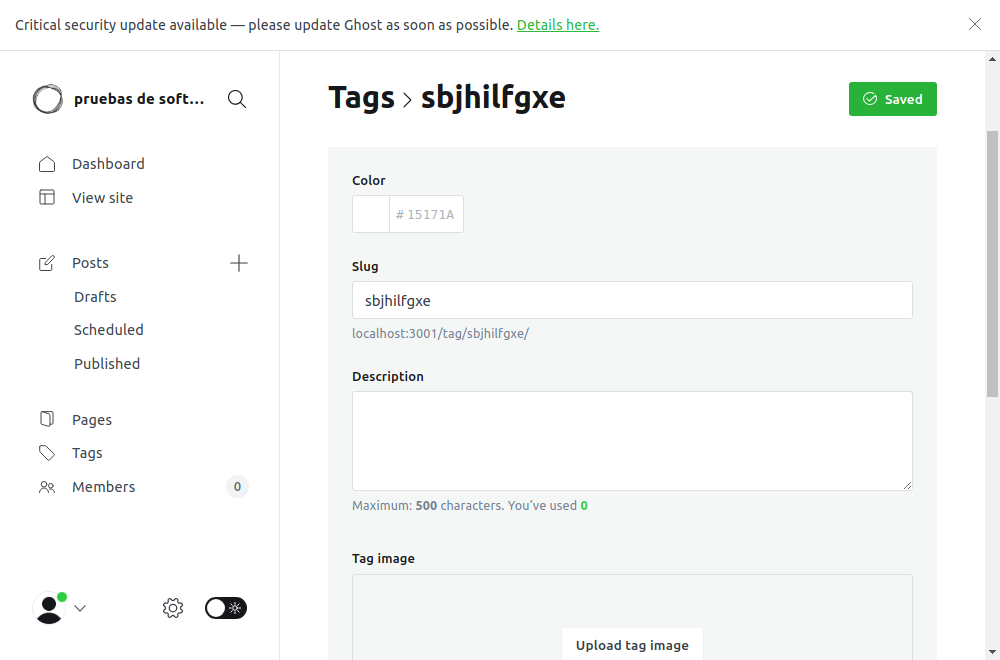 Critical security update available — please update Ghost as soon as possible. Details here.
pruebas de soft...
Dashboard
View site
Posts
Drafts
Scheduled
Published
Pages
Tags
Members 0
Tags > sbjhilfgxe
Saved
Color
# 15171A
Slug
sbjhilfgxe
localhost:3001/tag/sbjhilfgxe/
Description
Maximum: 500 characters. You’ve used 0
Tag image
Upload tag image